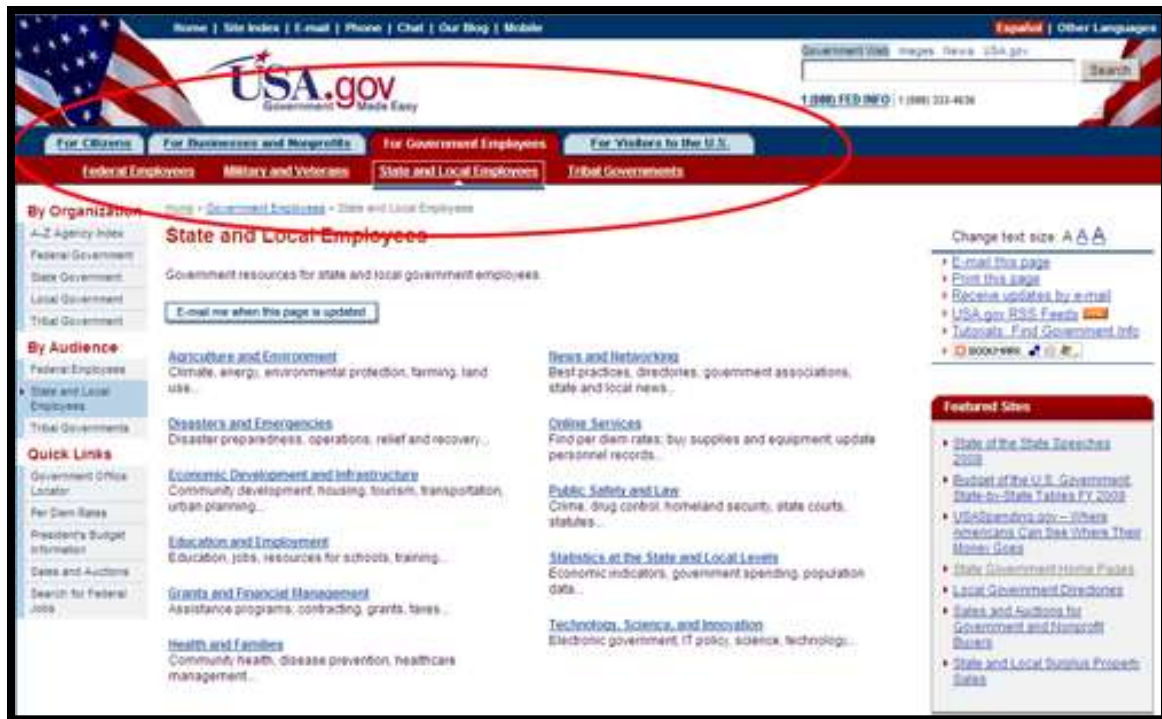 Home | Site Index | E-mail | Phone | Chat | Our Blog | Mobile
Español | Other Languages
USA.gov
Government Made Easy
Government Web Images News USA.gov
Search
1 (800) FED INFO | 1 (800) 333-4636
For Citizens
For Businesses and Nonprofits
For Government Employees
For Visitors to the U.S.
Federal Employees
Military and Veterans
State and Local Employees
Tribal Governments
By Organization
A-Z Agency Index
Federal Government
State Government
Local Government
Tribal Government
By Audience
Federal Employees
State and Local
Employees
Tribal Governments
Quick Links
Government Office
Locator
Per Diem Rates
President's Budget
Information
Sales and Auctions
Search for Federal
Jobs
Home > Government Employees > State and Local Employees
State and Local Employees
Government resources for state and local government employees.
E-mail me when this page is updated
Agriculture and Environment
Climate, energy, environmental protection, farming, land
use...
Disasters and Emergencies
Disaster preparedness, operations, relief and recovery...
Economic Development and Infrastructure
Community development, housing, tourism, transportation,
urban planning...
Education and Employment
Education, jobs, resources for schools, training...
Grants and Financial Management
Assistance programs, contracting, grants, taxes...
Health and Families
Community health, disease prevention, healthcare
management...
News and Networking
Best practices, directories, government associations,
state and local news...
Online Services
Find per diem rates; buy supplies and equipment; update
personnel records...
Public Safety and Law
Crime, drug control, homeland security, state courts,
statutes...
Statistics at the State and Local Levels
Economic indicators, government spending, population
data...
Technology, Science, and Innovation
Electronic government, IT policy, science, technology...
Change text size: A A A
E-mail this page
Print this page
Receive updates by e-mail
USA.gov RSS Feeds
Tutorials: Find Government Info
BOOKMARK
Featured Sites
State of the State Speeches
2008
Budget of the U.S. Government,
State-by-State Tables FY 2009
USASpending.gov – Where
Americans Can See Where Their
Money Goes
State Government Home Pages
Local Government Directories
Sales and Auctions for
Government and Nonprofit
Buyers
State and Local Surplus Property
Sales